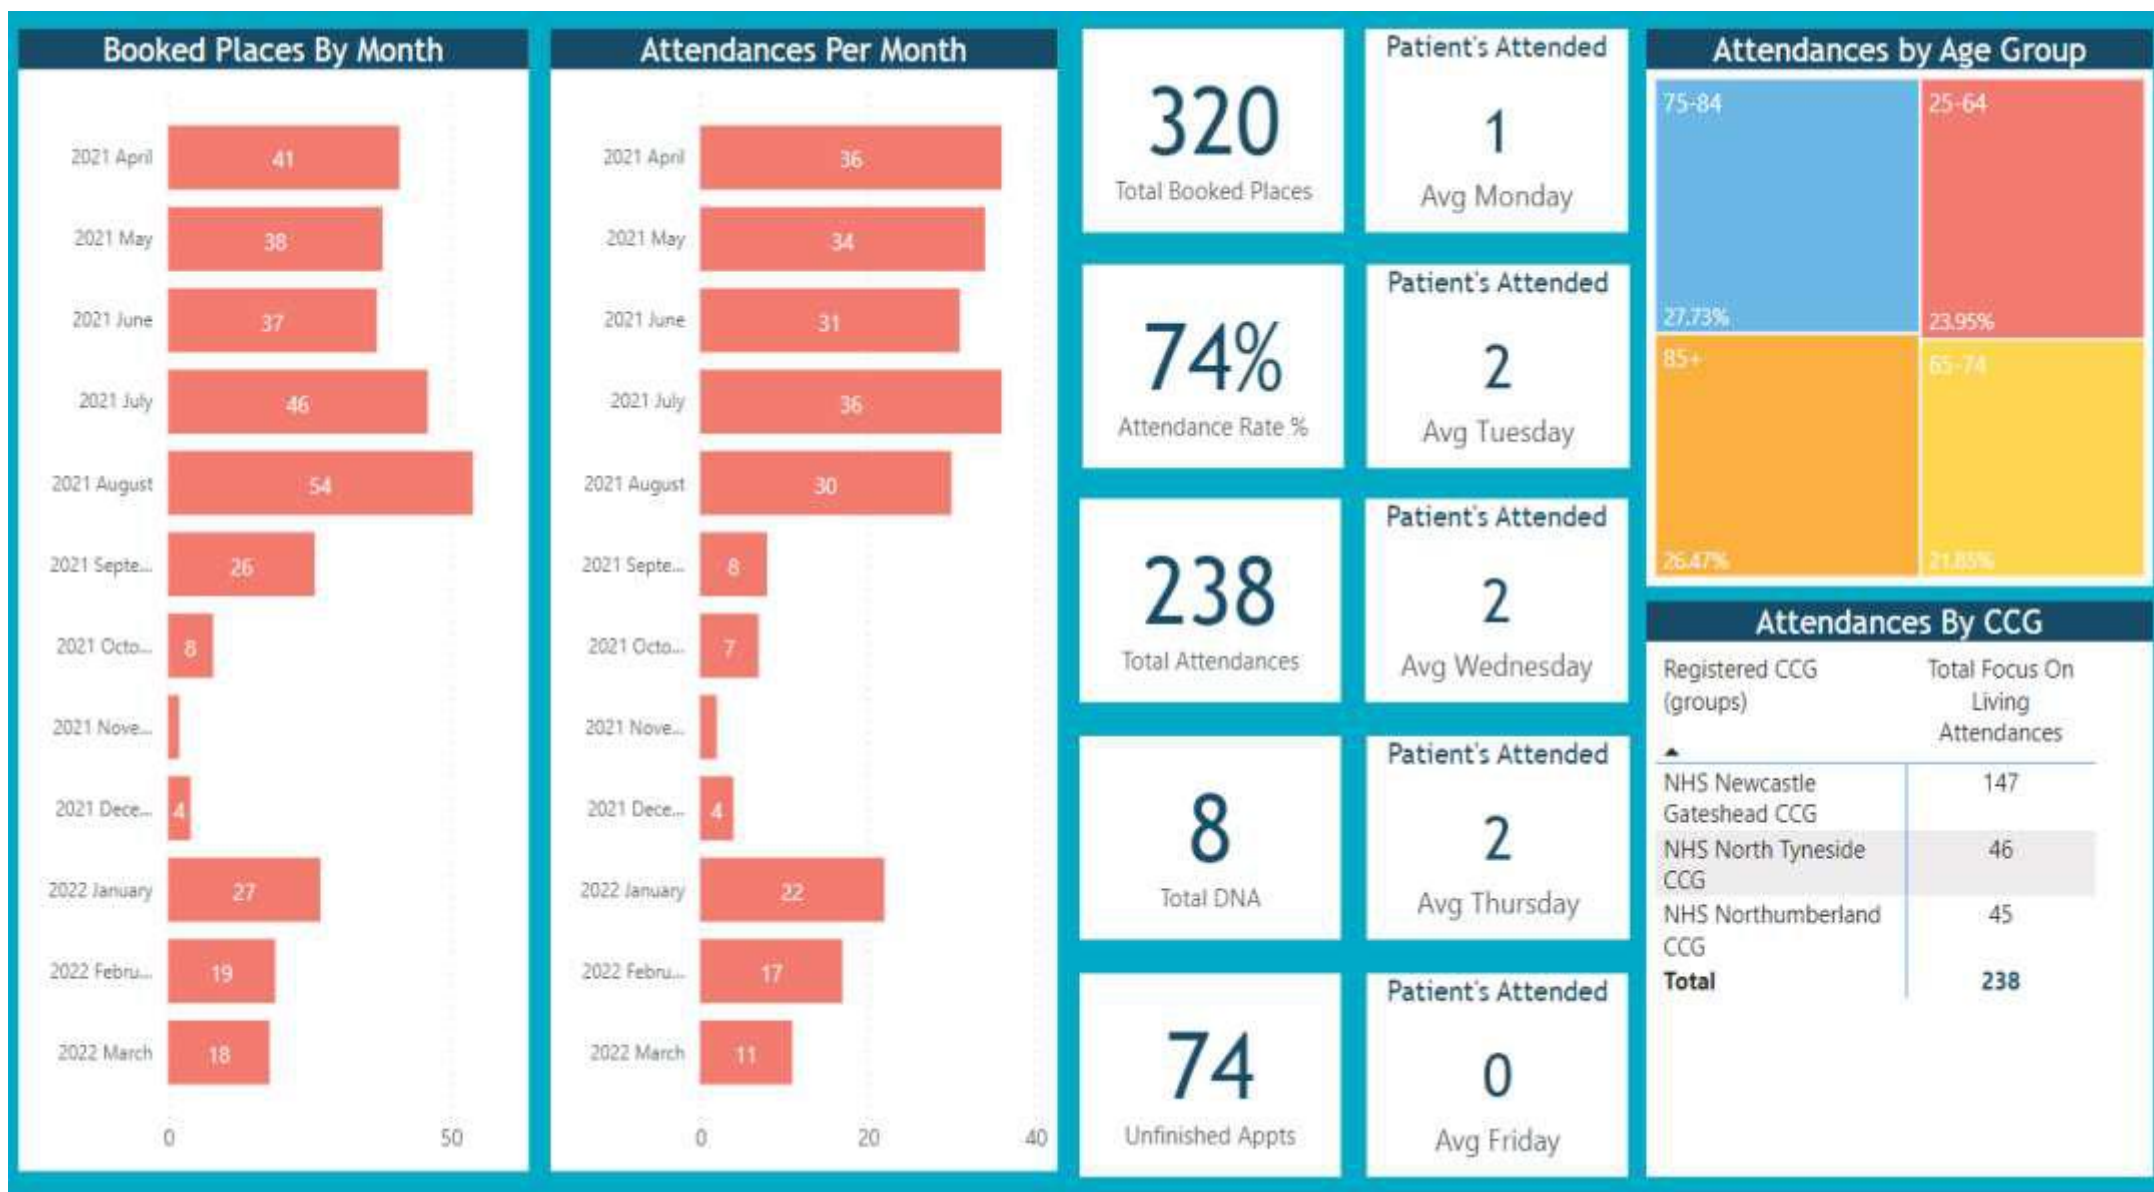 Booked Places By Month
2021 April 41
2021 May 38
2021 June 37
2021 July 46
2021 August 54
2021 Septe... 26
2021 Octo... 8
2021 Nove...
2021 Dece... 4
2022 January 27
2022 Febru... 19
2022 March 18
0 50
Attendances Per Month
2021 April 36
2021 May 34
2021 June 31
2021 July 36
2021 August 30
2021 Septe... 8
2021 Octo... 7
2021 Nove...
2021 Dece... 4
2022 January 22
2022 Febru... 17
2022 March 11
0 20 40
320
Total Booked Places
74%
Attendance Rate %
238
Total Attendances
8
Total DNA
74
Unfinished Appts
Patient's Attended
1
Avg Monday
Patient's Attended
2
Avg Tuesday
Patient's Attended
2
Avg Wednesday
Patient's Attended
2
Avg Thursday
Patient's Attended
0
Avg Friday
Attendances by Age Group
75-84
27.73%
25-64
23.95%
85+
26.47%
65-74
21.85%
Attendances By CCG
Registered CCG
(groups)
Total Focus On
Living
Attendances
NHS Newcastle 147
Gateshead CCG
NHS North Tyneside 46
CCG
NHS Northumberland 45
CCG
Total 238